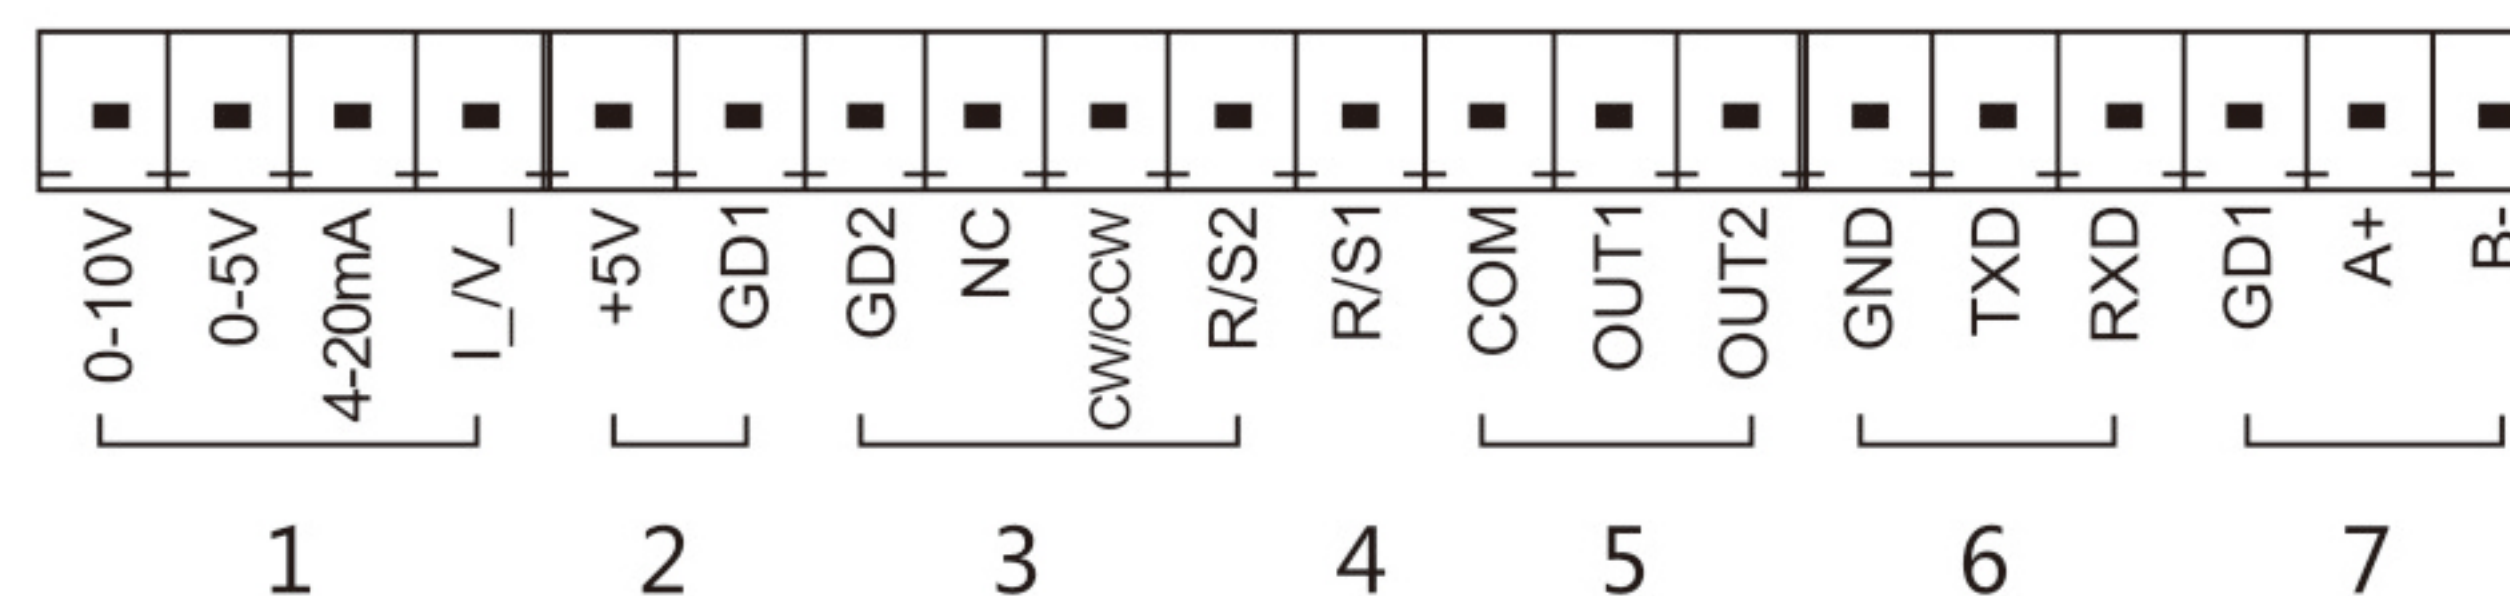 0-10V
0-5V
4-20mA
I_/V_
+5V
GD1
GD2
NC
CW/CCW
R/S2
R/S1
COM
OUT1
OUT2
GND
TXD
RXD
GD1
A+
B-
1 2 3 4 5 6 7